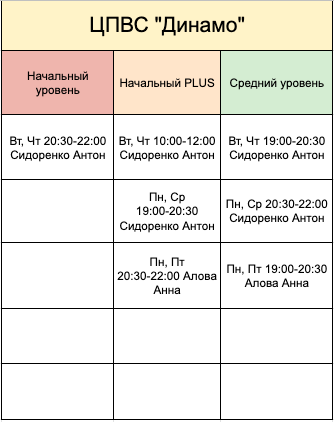 ЦПВС "Динамо"
Начальный
уровень
Начальный PLUS
Средний уровень
Вт, Чт 20:30-22:00
Сидоренко Антон
Вт, Чт 10:00-12:00
Сидоренко Антон
Вт, Чт 19:00-20:30
Сидоренко Антон
Пн, Ср
19:00-20:30
Сидоренко Антон
Пн, Ср 20:30-22:00
Сидоренко Антон
Пн, Пт
20:30-22:00 Алова
Анна
Пн, Пт 19:00-20:30
Алова Анна